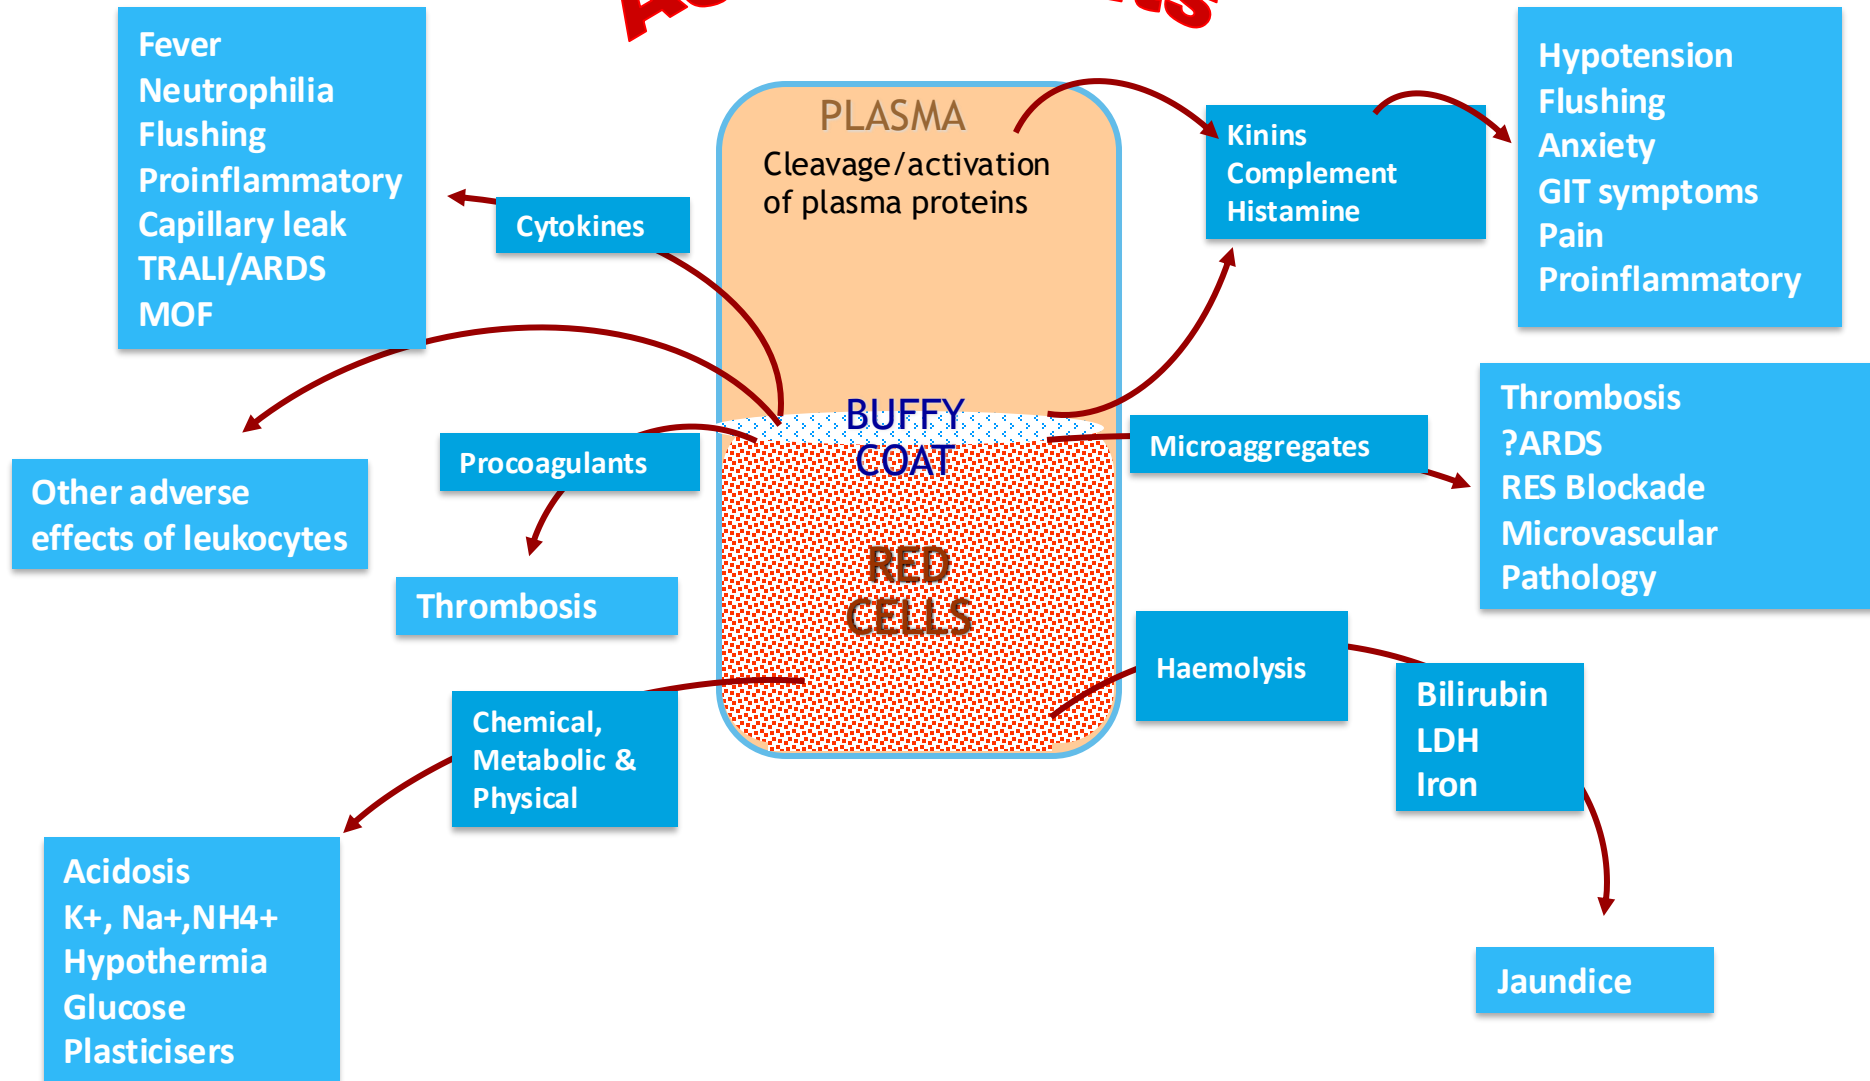 Fever
Neutrophilia
Flushing
Proinflammatory
Capillary leak
TRALI/ARDS
MOF
Cytokines
PLASMA
Cleavage/activation
of plasma proteins
Kinins
Complement
Histamine
Hypotension
Flushing
Anxiety
GIT symptoms
Pain
Proinflammatory
Other adverse
effects of leukocytes
Procoagulants
Thrombosis
BUFFY
COAT
Microaggregates
Thrombosis
?ARDS
RES Blockade
Microvascular
Pathology
RED
CELLS
Chemical,
Metabolic &
Physical
Acidosis
K+, Na+,NH4+
Hypothermia
Glucose
Plasticisers
Haemolysis
Bilirubin
LDH
Iron
Jaundice